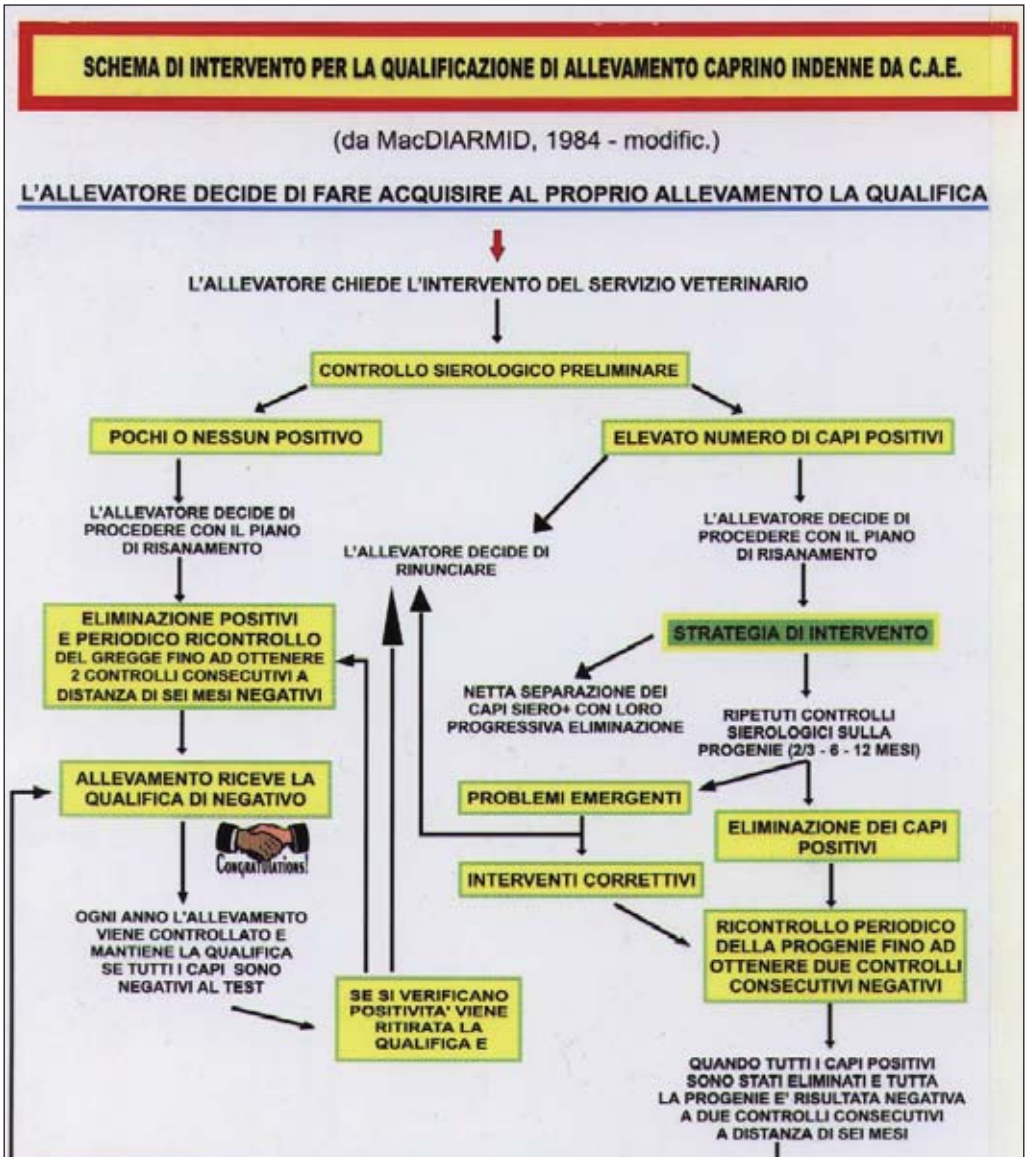 SCHEMA DI INTERVENTO PER LA QUALIFICAZIONE DI ALLEVAMENTO CAPRINO INDENNE DA C.A.E.
(da MacDIARMID, 1984 - modific.)
L'ALLEVATORE DECIDE DI FARE ACQUISIRE AL PROPRIO ALLEVAMENTO LA QUALIFICA
L'ALLEVATORE CHIEDE L'INTERVENTO DEL SERVIZIO VETERINARIO
CONTROLLO SIEROLOGICO PRELIMINARE
POCHI O NESSUN POSITIVO
ELEVATO NUMERO DI CAPI POSITIVI
L'ALLEVATORE DECIDE DI
PROCEDERE CON IL PIANO
DI RISANAMENTO
L'ALLEVATORE DECIDE DI
RINUNCIARE
L'ALLEVATORE DECIDE DI
PROCEDERE CON IL PIANO
DI RISANAMENTO
ELIMINAZIONE POSITIVI
E PERIODICO RICONTROLLO
DEL GREGGE FINO AD OTTENERE
2 CONTROLLI CONSECUTIVI A
DISTANZA DI SEI MESI NEGATIVI
STRATEGIA DI INTERVENTO
NETTA SEPARAZIONE DEI
CAPI SIERO+ CON LORO
PROGRESSIVA ELIMINAZIONE
RIPETUTI CONTROLLI
SIEROLOGICI SULLA
PROGENIE (2/3 - 6 - 12 MESI)
ALLEVAMENTO RICEVE LA
QUALIFICA DI NEGATIVO
CONGRATULATIONS!
PROBLEMI EMERGENTI
ELIMINAZIONE DEI CAPI
POSITIVI
INTERVENTI CORRETTIVI
OGNI ANNO L'ALLEVAMENTO
VIENE CONTROLLATO E
MANTIENE LA QUALIFICA
SE TUTTI I CAPI SONO
NEGATIVI AL TEST
RICONTROLLO PERIODICO
DELLA PROGENIE FINO AD
OTTENERE DUE CONTROLLI
CONSECUTIVI NEGATIVI
SE SI VERIFICANO
POSITIVITA' VIENE
RITIRATA LA
QUALIFICA E
QUANDO TUTTI I CAPI POSITIVI
SONO STATI ELIMINATI E TUTTA
LA PROGENIE E' RISULTATA NEGATIVA
A DUE CONTROLLI CONSECUTIVI
A DISTANZA DI SEI MESI